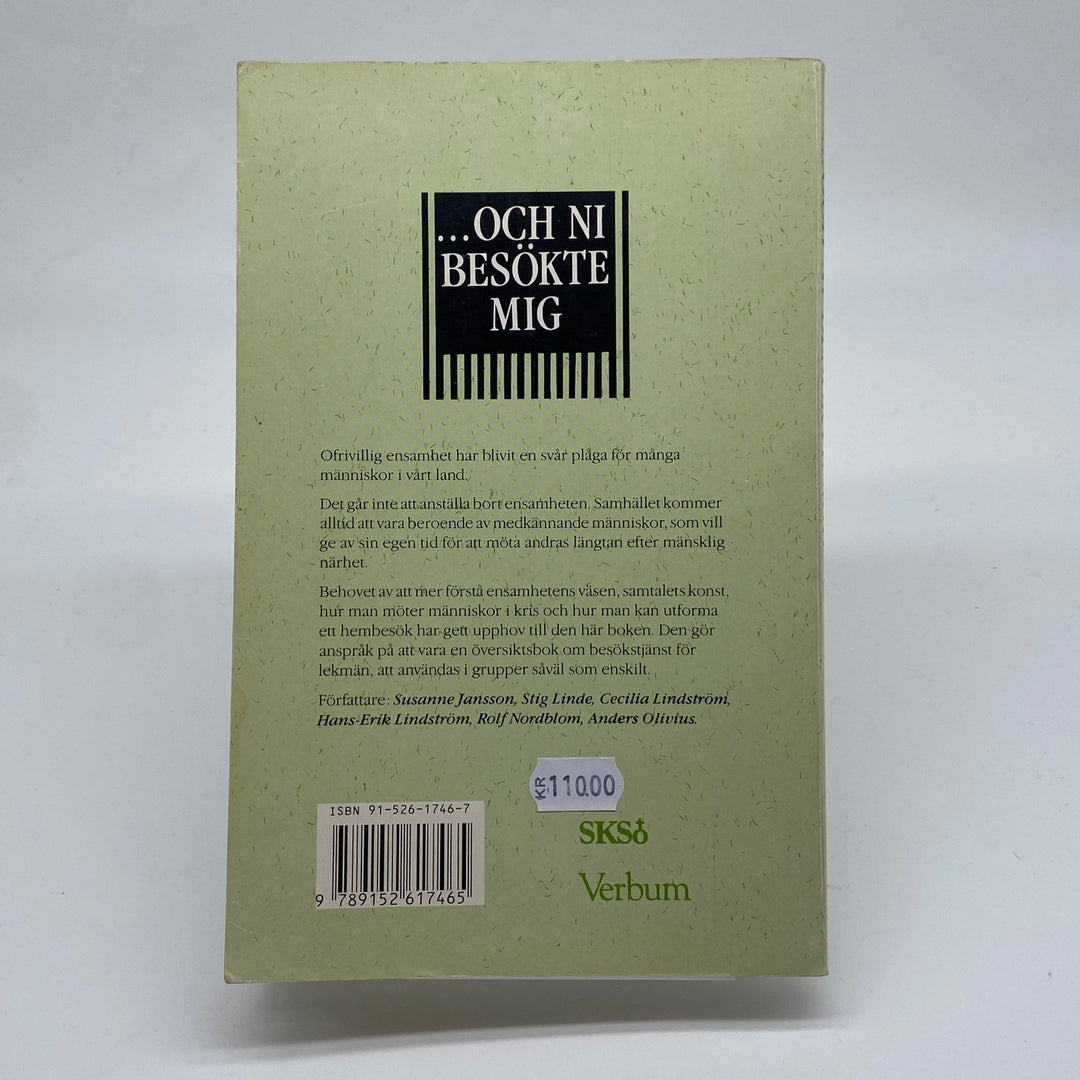 ...OCH NI
BESÖKTE
MIG
Ofrivillig ensamhet har blivit en svår plåga för många
människor i vårt land.
Det går inte att anställa bort ensamheten. Samhället kommer
alltid att vara beroende av medkännande människor, som vill
ge av sin egen tid för att möta andras längtan efter mänsklig
närhet.
Behovet av att mer förstå ensamhetens väsen, samtalets konst,
hur man möter människor i kris och hur man kan utforma
ett hembesök har gett upphov till den här boken. Den gör
anspråk på att vara en översiktsbok om besökstjänst för
lekmän, att användas i grupper såväl som enskilt.
Författare: Susanne Jansson, Stig Linde, Cecilia Lindström,
Hans-Erik Lindström, Rolf Nordblom, Anders Olivius.
KR 110.00
ISBN 91-526-1746-7
9 789152 617465
SKSö
Verbum